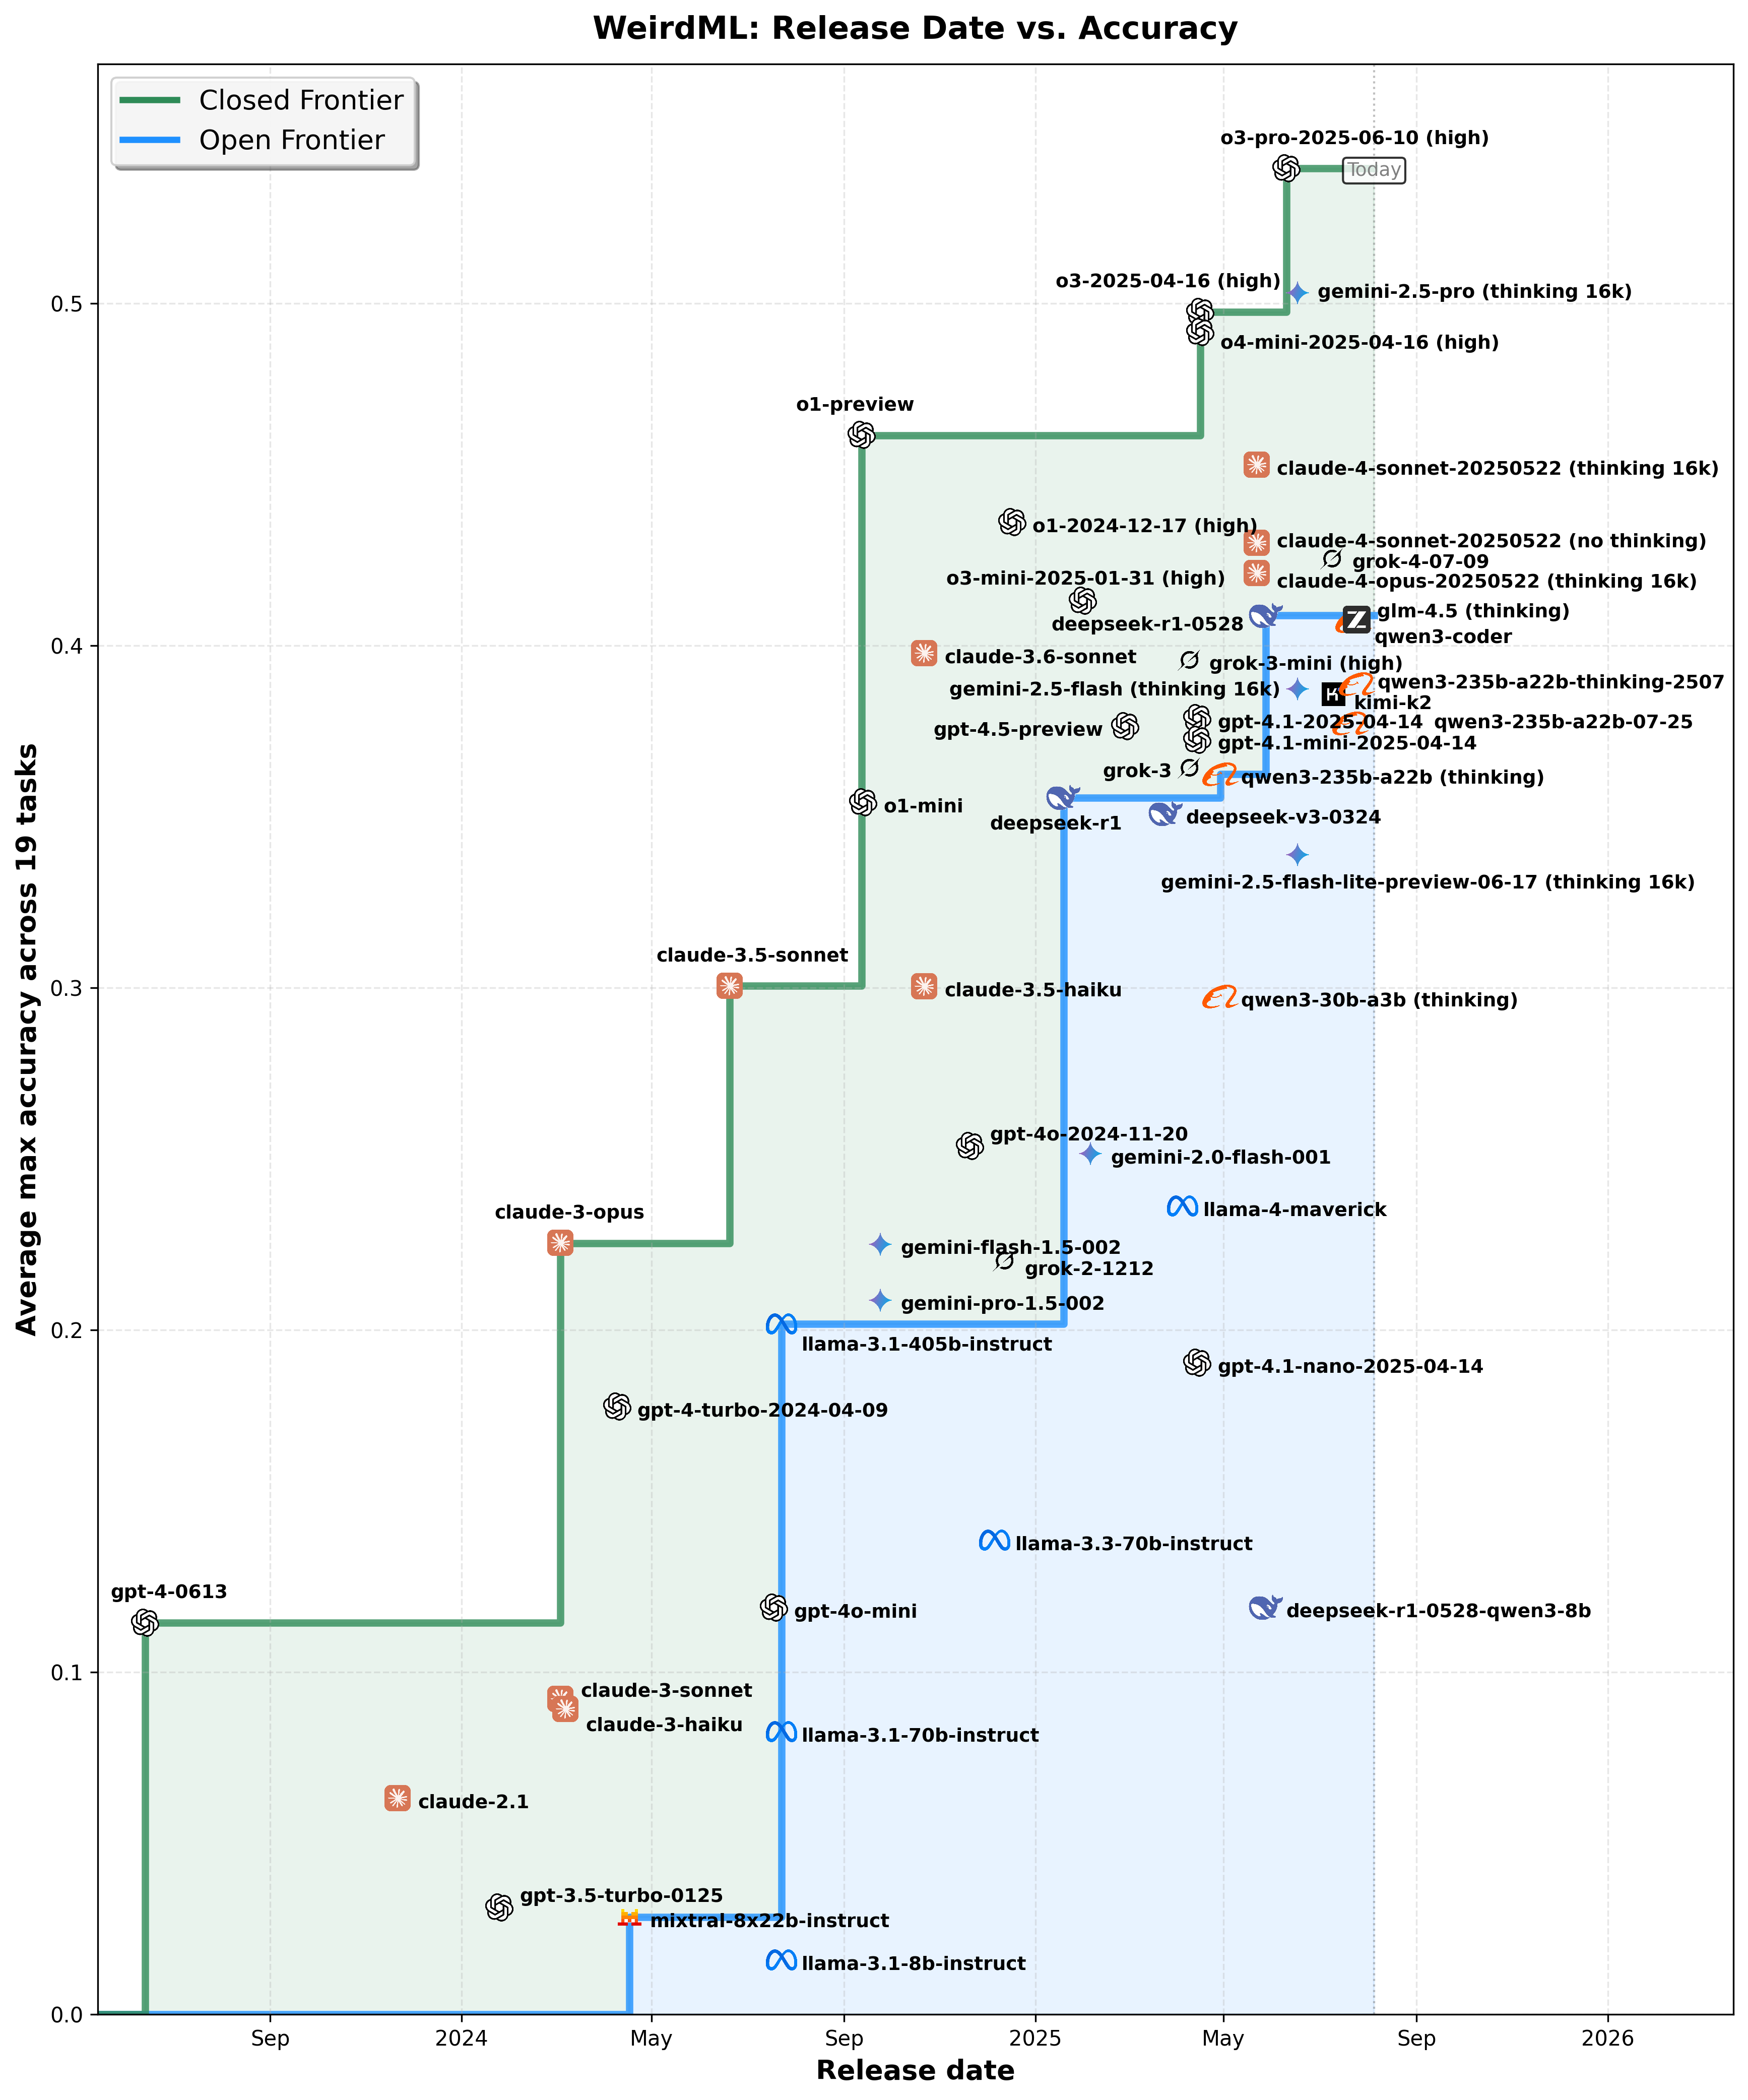 WeirdML: Release Date vs. Accuracy
Closed Frontier
Open Frontier
o3-pro-2025-06-10 (high)
Today
o3-2025-04-16 (high)
gemini-2.5-pro (thinking 16k)
0.5
o4-mini-2025-04-16 (high)
o1-preview
claude-4-sonnet-20250522 (thinking 16k)
o1-2024-12-17 (high)
claude-4-sonnet-20250522 (no thinking)
grok-4-07-09
o3-mini-2025-01-31 (high)
claude-4-opus-20250522 (thinking 16k)
glm-4.5 (thinking)
deepseek-r1-0528
qwen3-coder
0.4
claude-3.6-sonnet
grok-3-mini (high)
qwen3-235b-a22b-thinking-2507
gemini-2.5-flash (thinking 16k)
kimi-k2
gpt-4.1-2025-04-14
qwen3-235b-a22b-07-25
gpt-4.5-preview
gpt-4.1-mini-2025-04-14
grok-3
qwen3-235b-a22b (thinking)
o1-mini
deepseek-v3-0324
deepseek-r1
gemini-2.5-flash-lite-preview-06-17 (thinking 16k)
claude-3.5-sonnet
0.3
claude-3.5-haiku
qwen3-30b-a3b (thinking)
gpt-4o-2024-11-20
gemini-2.0-flash-001
llama-4-maverick
claude-3-opus
gemini-flash-1.5-002
grok-2-1212
gemini-pro-1.5-002
0.2
llama-3.1-405b-instruct
gpt-4.1-nano-2025-04-14
gpt-4-turbo-2024-04-09
llama-3.3-70b-instruct
gpt-4-0613
gpt-4o-mini
deepseek-r1-0528-qwen3-8b
0.1
claude-3-sonnet
claude-3-haiku
llama-3.1-70b-instruct
claude-2.1
gpt-3.5-turbo-0125
mixtral-8x22b-instruct
llama-3.1-8b-instruct
0.0
Average max accuracy across 19 tasks
Sep
2024
May
Sep
2025
May
Sep
2026
Release date